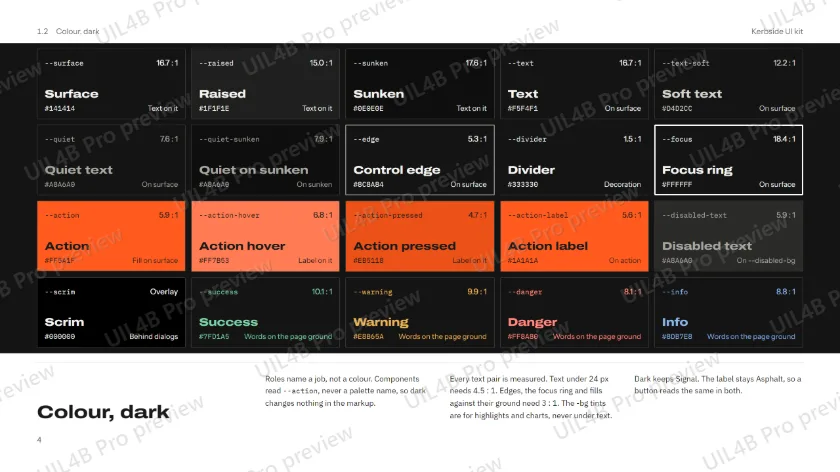 1.2 Colour, dark
Kerbside UI kit
--surface 16.7 : 1
Surface
#141414 Text on it
--raised 15.0 : 1
Raised
#1F1F1E Text on it
--sunken 17.6 : 1
Sunken
#0E0E0E Text on it
--text 16.7 : 1
Text
#F5F4F1 On surface
--text-soft 12.2 : 1
Soft text
#D4D2CC On surface
--quiet 7.6 : 1
Quiet text
#A8A6A0 On surface
--quiet-sunken 7.9 : 1
Quiet on sunken
#A8A6A0 On sunken
--edge 5.3 : 1
Control edge
#8C8A84 On surface
--divider 1.5 : 1
Divider
#333330 Decoration
--focus 18.4 : 1
Focus ring
#FFFFFF On surface
--action 5.9 : 1
Action
#FF5A1F Fill on surface
--action-hover 6.8 : 1
Action hover
#FF7B53 Label on it
--action-pressed 4.7 : 1
Action pressed
#EB5118 Label on it
--action-label 5.6 : 1
Action label
#1A1A1A On action
--disabled-text 5.9 : 1
Disabled text
#A8A6A0 On --disabled-bg
--scrim Overlay
Scrim
#000000 Behind dialogs
--success 10.1 : 1
Success
#7FD1A5 Words on the page ground
--warning 9.9 : 1
Warning
#E8B65A Words on the page ground
--danger 8.1 : 1
Danger
#FF8A80 Words on the page ground
--info 8.8 : 1
Info
#8DB7E8 Words on the page ground
Colour, dark
4
Roles name a job, not a colour. Components
read --action, never a palette name, so dark
changes nothing in the markup.
Every text pair is measured. Text under 24 px
needs 4.5 : 1. Edges, the focus ring and fills
against their ground need 3 : 1. The -bg tints
are for highlights and charts, never under text.
Dark keeps Signal. The label stays Asphalt, so a
button reads the same in both.
UIL4B Pro preview